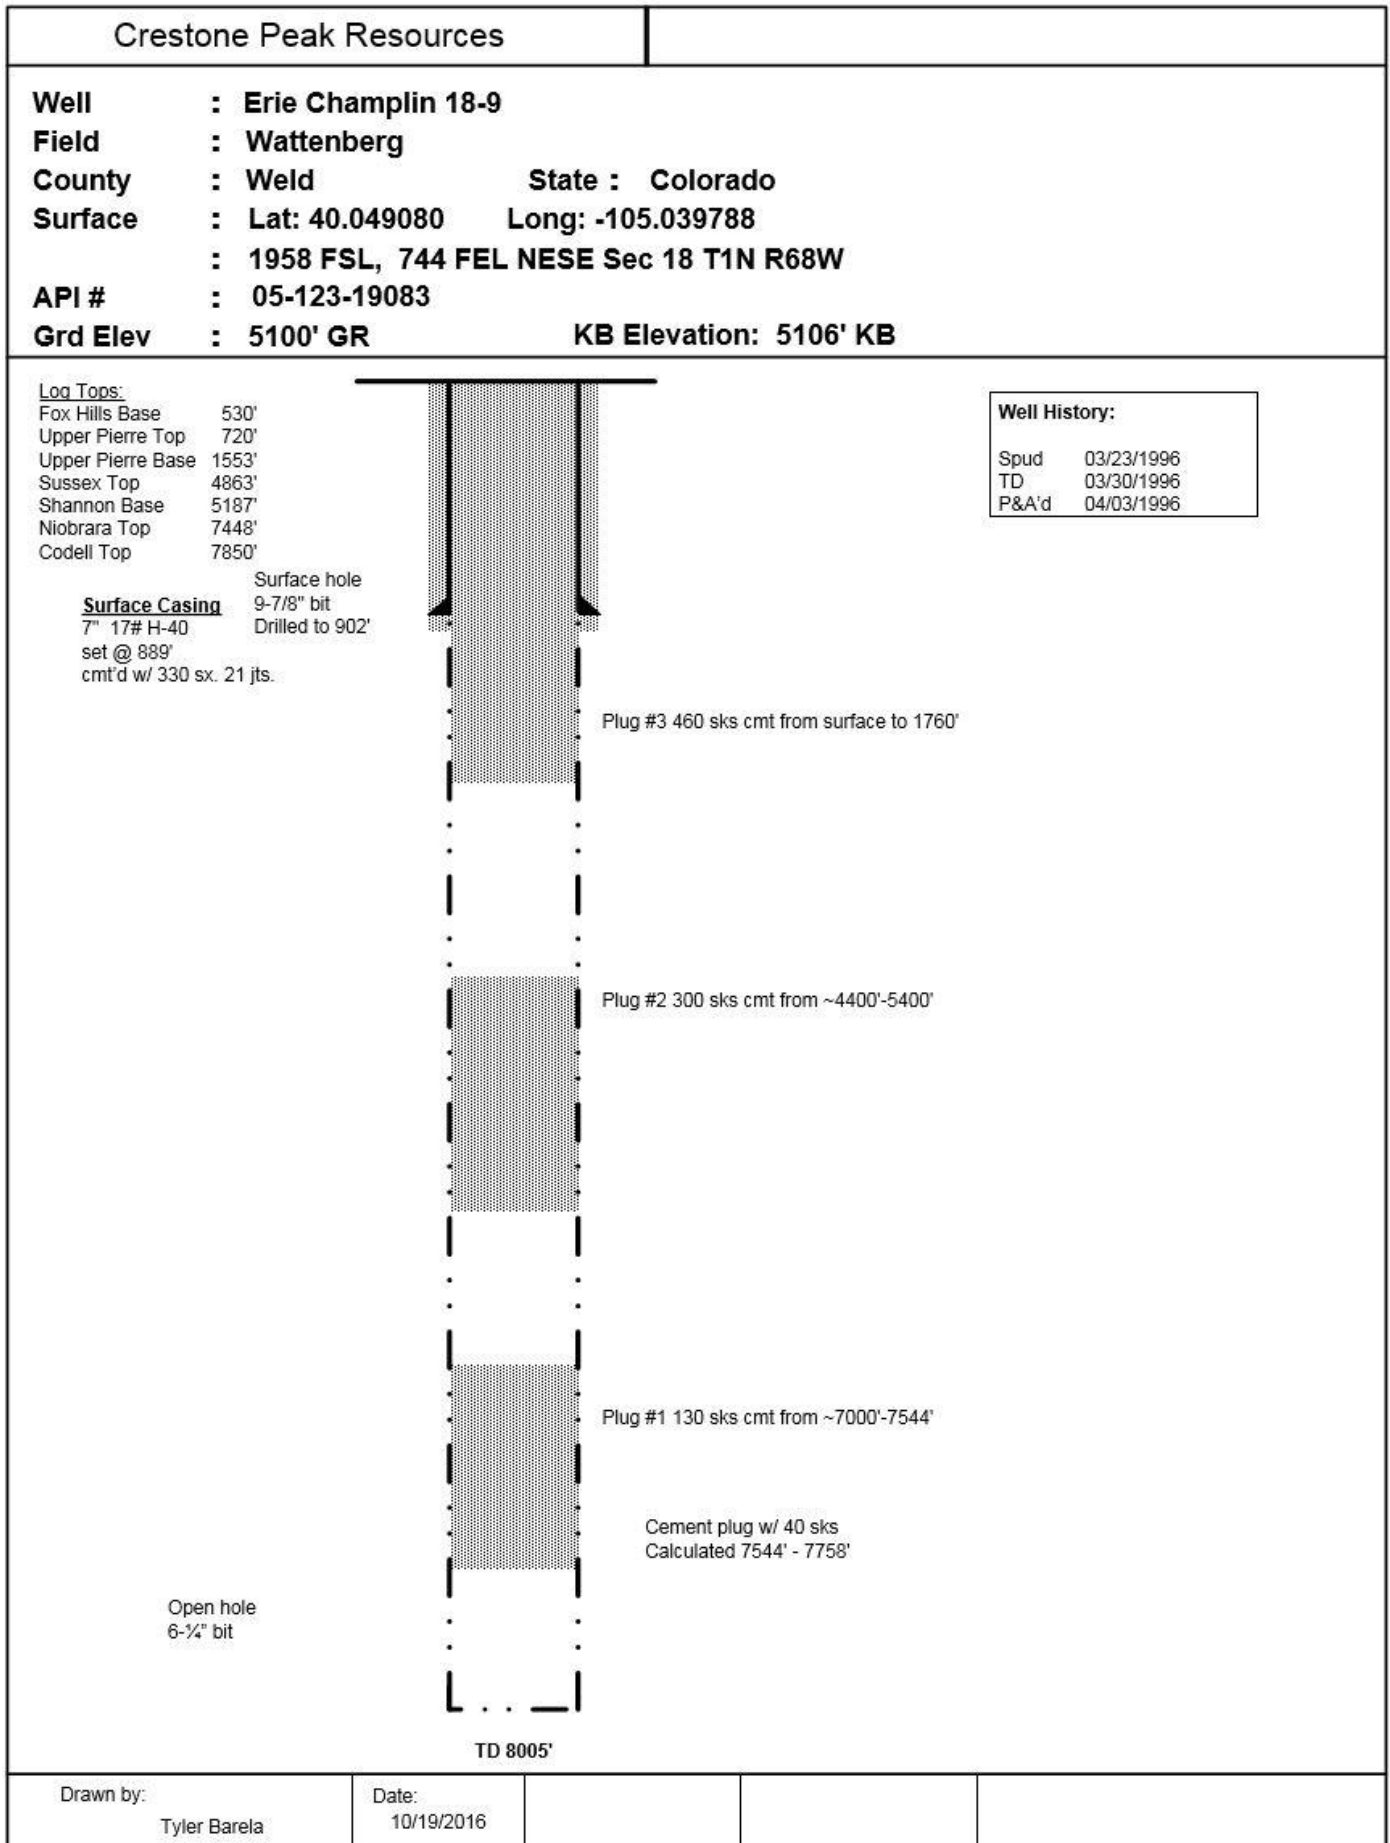 Crestone Peak Resources
Well : Erie Champlin 18-9
Field : Wattenberg
County : Weld State : Colorado
Surface : Lat: 40.049080 Long: -105.039788
: 1958 FSL, 744 FEL NESE Sec 18 T1N R68W
API # : 05-123-19083
Grd Elev : 5100' GR KB Elevation: 5106' KB
Log Tops:
Fox Hills Base 530'
Upper Pierre Top 720'
Upper Pierre Base 1553'
Sussex Top 4863'
Shannon Base 5187'
Niobrara Top 7448'
Codell Top 7850'
Well History:
Spud 03/23/1996
TD 03/30/1996
P&A'd 04/03/1996
Surface hole
9-7/8" bit
Drilled to 902'
Surface Casing
7" 17# H-40
set @ 889'
cmt'd w/ 330 sx. 21 jts.
Plug #3 460 sks cmt from surface to 1760'
Plug #2 300 sks cmt from ~4400'-5400'
Plug #1 130 sks cmt from ~7000'-7544'
Cement plug w/ 40 sks
Calculated 7544' - 7758'
Open hole
6-¼" bit
TD 8005'
Drawn by:
Tyler Barela
Date:
10/19/2016